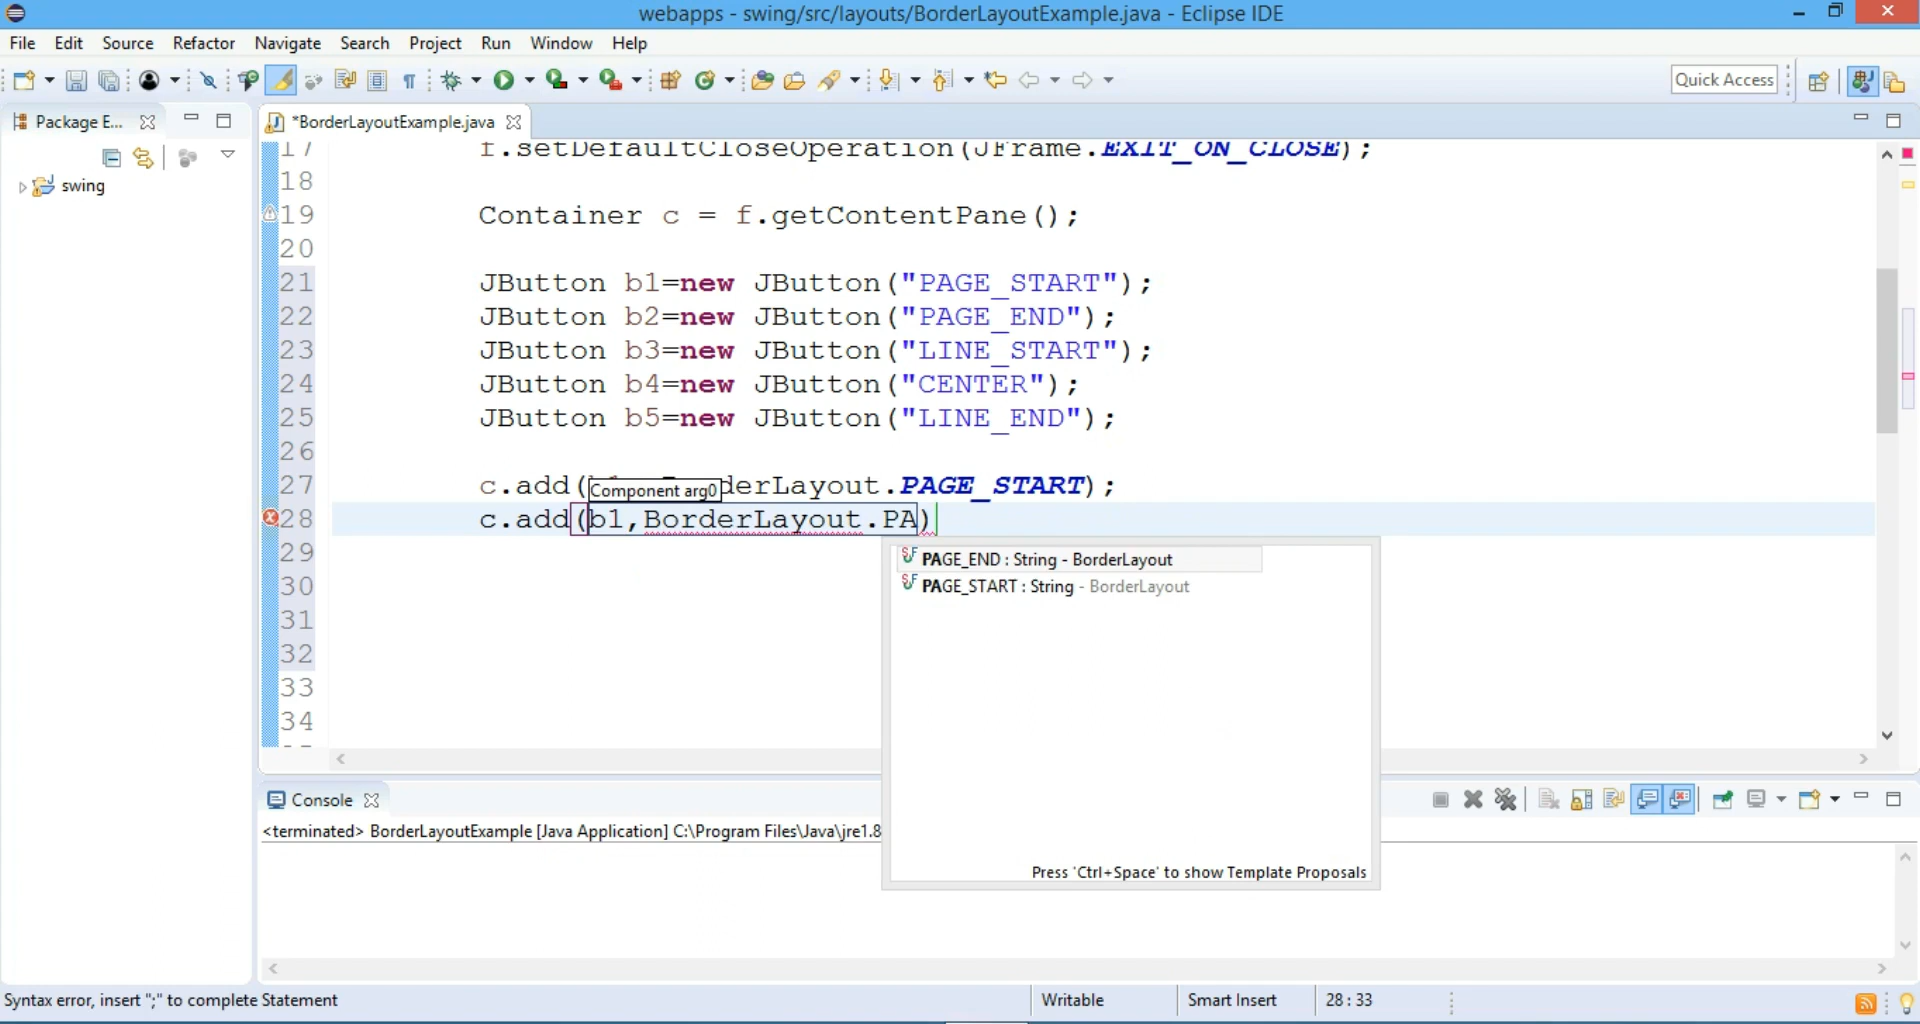 webapps - swing/src/layouts/BorderLayoutExample.java - Eclipse IDE
File Edit Source Refactor Navigate Search Project Run Window Help
Quick Access
Package E...
*BorderLayoutExample.java
swing
17 f.setDefaultCloseOperation(JFrame.EXIT_ON_CLOSE);
18
19 Container c = f.getContentPane();
20
21 JButton b1=new JButton("PAGE_START");
22 JButton b2=new JButton("PAGE_END");
23 JButton b3=new JButton("LINE_START");
24 JButton b4=new JButton("CENTER");
25 JButton b5=new JButton("LINE_END");
26
27 c.add( derLayout.PAGE_START);
Component arg0
28 c.add(b1,BorderLayout.PA)
29
30
31
32
33
34
PAGE_END : String - BorderLayout
PAGE_START : String - BorderLayout
Press 'Ctrl+Space' to show Template Proposals
Console
<terminated> BorderLayoutExample [Java Application] C:\Program Files\Java\jre1.8
Syntax error, insert ";" to complete Statement
Writable
Smart Insert
28 : 33